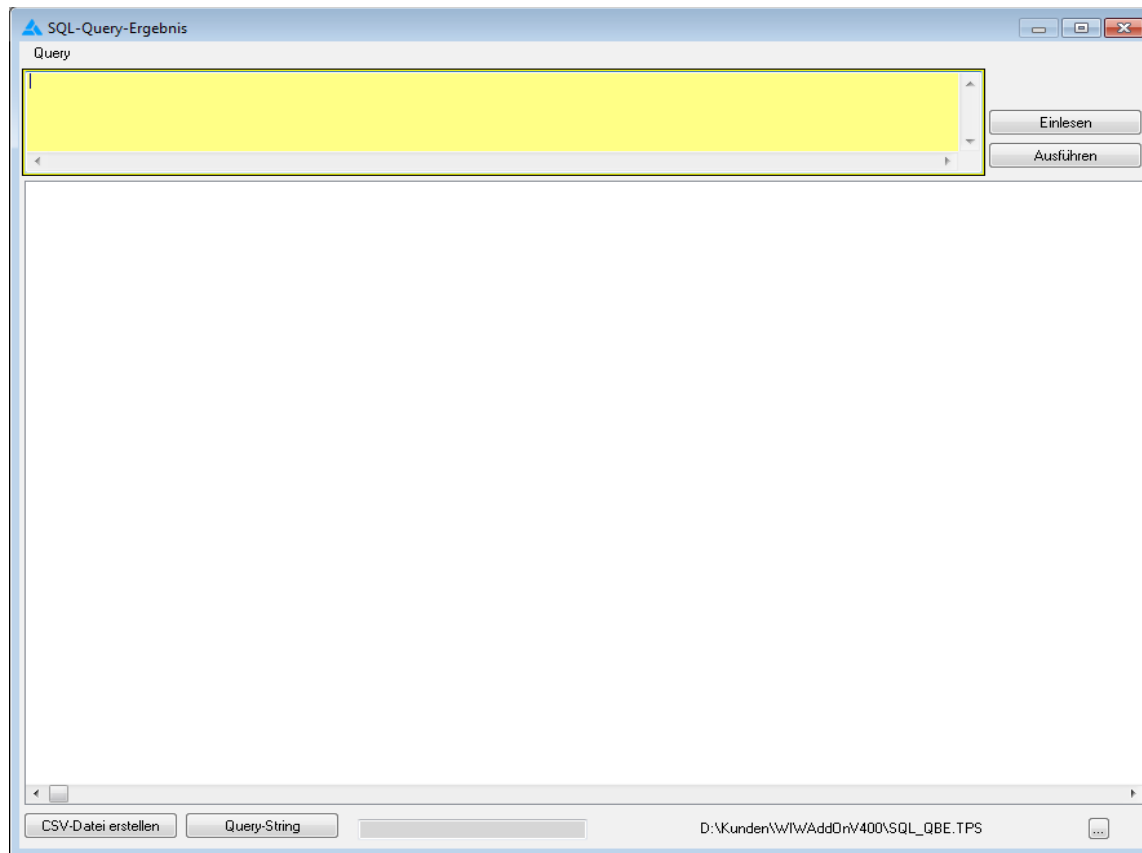 SQL-Query-Ergebnis
Query
Einlesen
Ausführen
CSV-Datei erstellen
Query-String
D:\Kunden\WIWAddOnV400\SQL_QBE.TPS
...